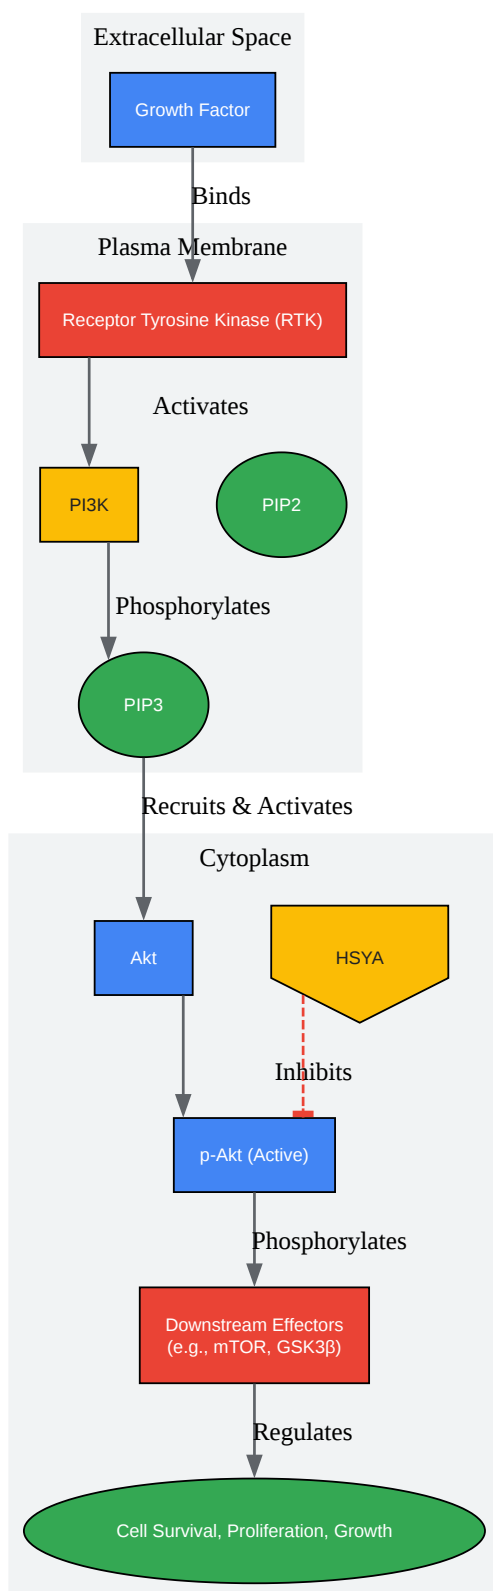 Extracellular Space
Growth Factor
Binds
Plasma Membrane
Receptor Tyrosine Kinase (RTK)
Activates
PI3K
PIP2
Phosphorylates
PIP3
Recruits & Activates
Cytoplasm
Akt
HSYA
Inhibits
p-Akt (Active)
Phosphorylates
Downstream Effectors
(e.g., mTOR, GSK3β)
Regulates
Cell Survival, Proliferation, Growth